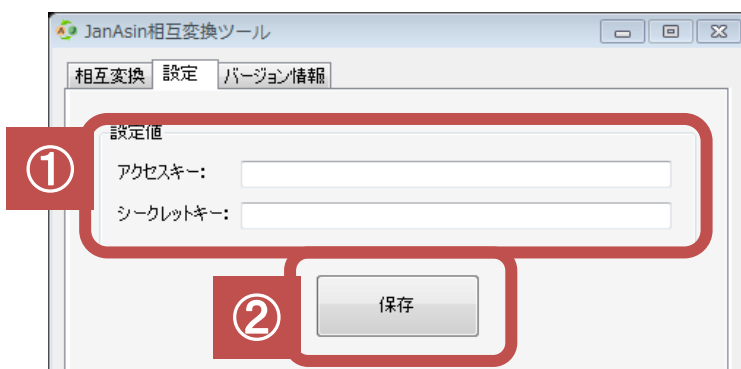 JanAsin相互変換ツール
相互変換 設定 バージョン情報
設定値
① アクセスキー:
シークレットキー:
② 保存